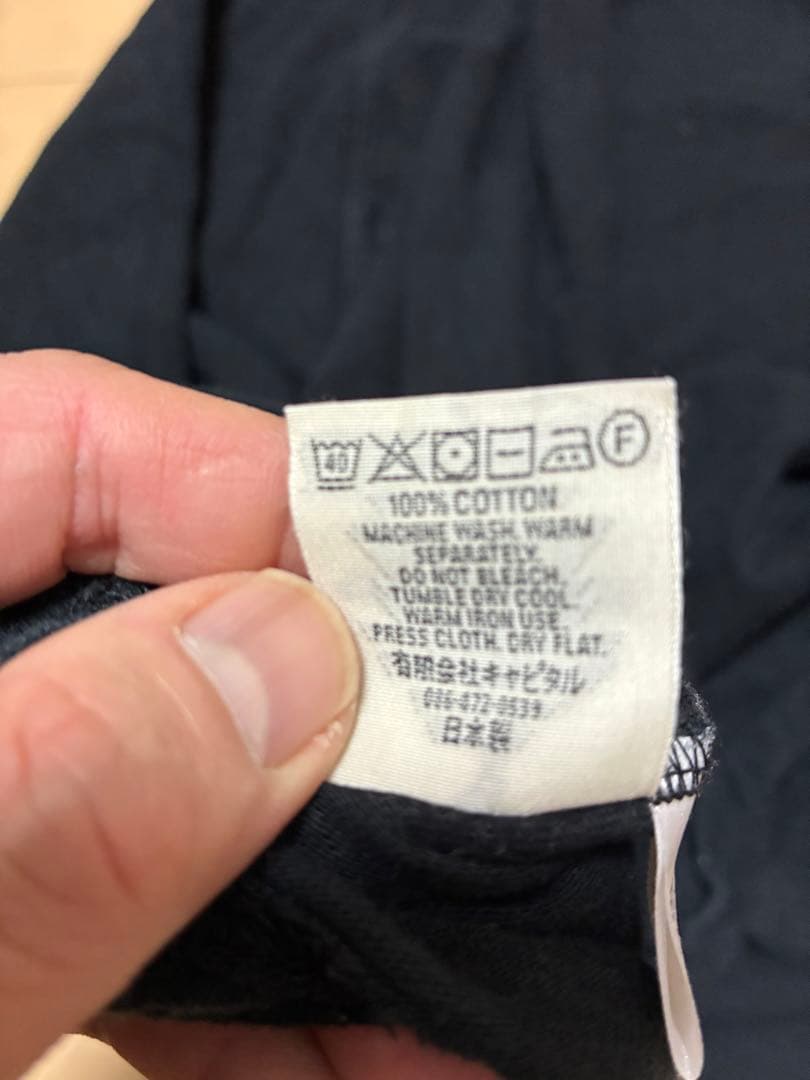 40 F
100% COTTON
MACHINE WASH. WARM
SEPARATELY.
DO NOT BLEACH.
TUMBLE DRY COOL.
WARM IRON USE.
PRESS CLOTH. DRY FLAT.
有限会社キャピタル
日本製